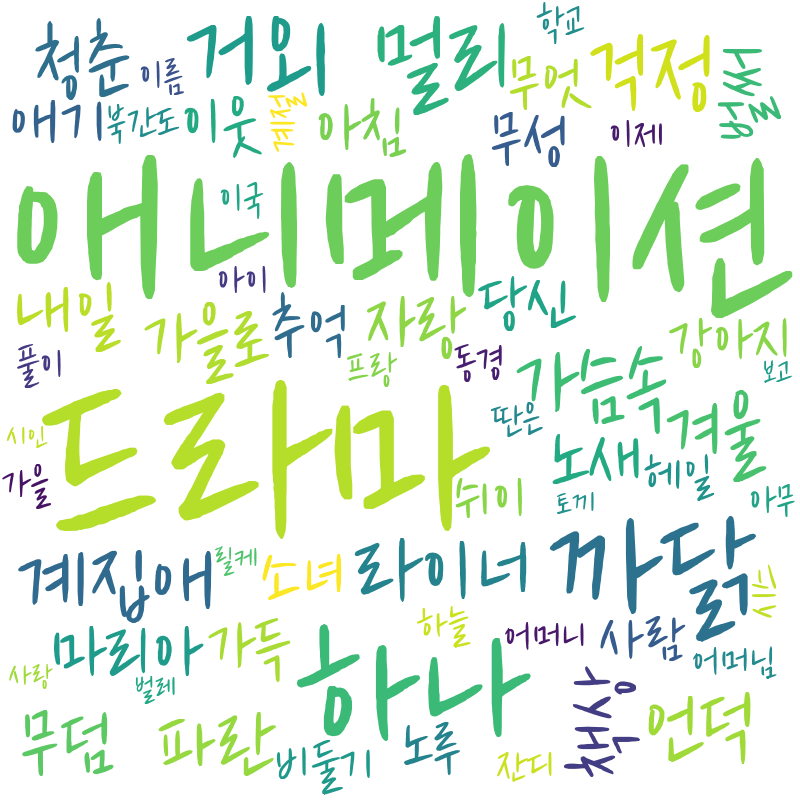 청춘 이름 거외 멀리 학교
무엇 걱정 쓸쓸
애기 북간도 이웃 계절 아침 무성 이제
애니메이션
이국
아이
내일 가을로 추억 자랑 당신 강아지
풀이 프랑 동경 가슴속 보고
드라마
시인 딴은 노새 헤일 겨울
가을 쉬이 토끼 아무
계집애 릴케 소녀 라이너 까닭
마리아 가득 하늘 어머니 사람 어머님
사랑 벌레 하나 책상
무덤 파란 비둘기 노루 잔디 언덕